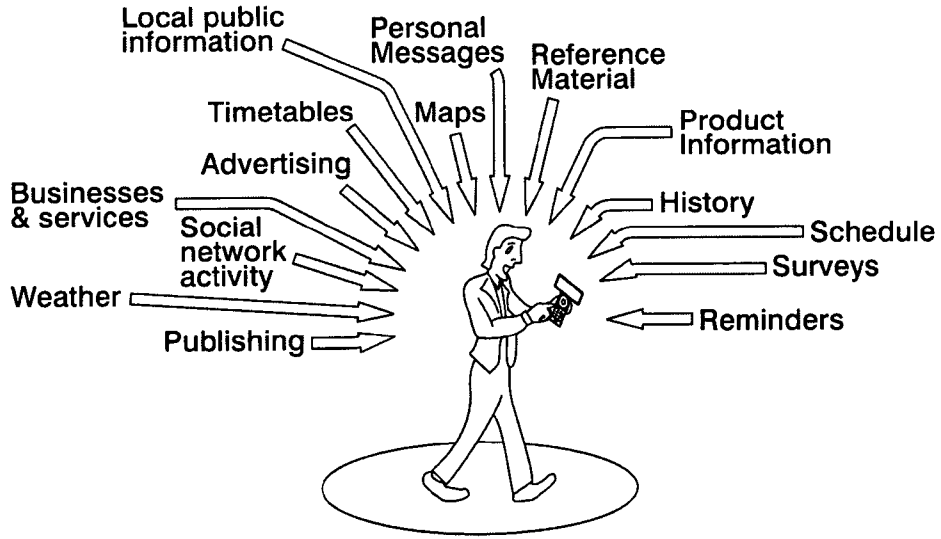 Local public
information
Personal
Messages
Reference
Material
Timetables
Maps
Product
Information
Advertising
Businesses
& services
History
Social
network
activity
Schedule
Surveys
Weather
Reminders
Publishing